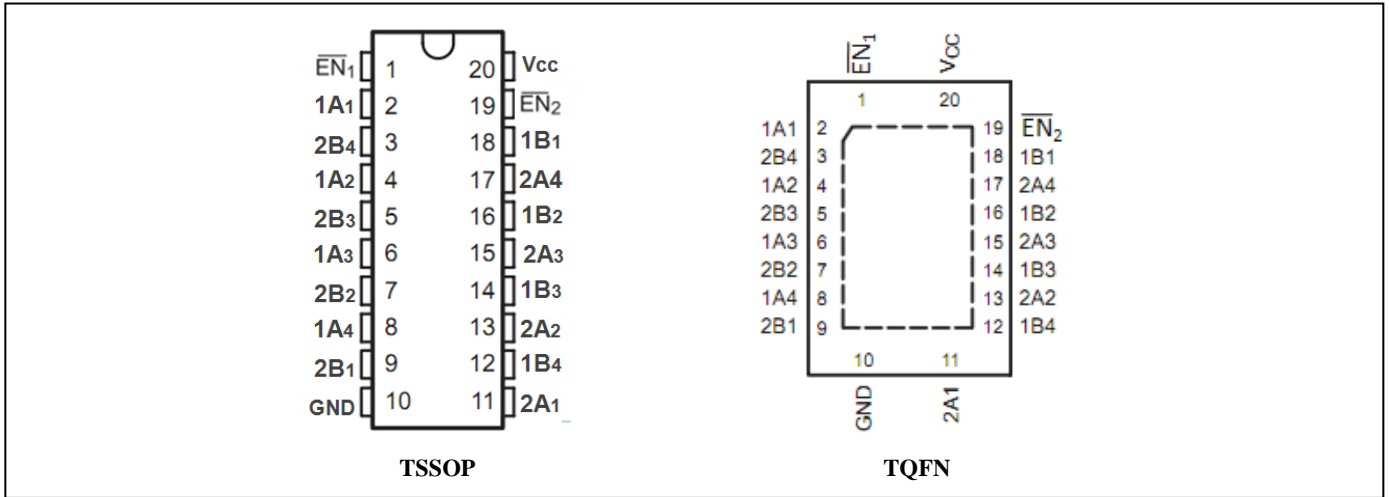 EN1 1 20 Vcc
1A1 2 19 EN2
2B4 3 18 1B1
1A2 4 17 2A4
2B3 5 16 1B2
1A3 6 15 2A3
2B2 7 14 1B3
1A4 8 13 2A2
2B1 9 12 1B4
GND 10 11 2A1
TSSOP
EN1 VCC
1 20
1A1 2 19 EN2
2B4 3 18 1B1
1A2 4 17 2A4
2B3 5 16 1B2
1A3 6 15 2A3
2B2 7 14 1B3
1A4 8 13 2A2
2B1 9 12 1B4
10 11
GND 2A1
TQFN